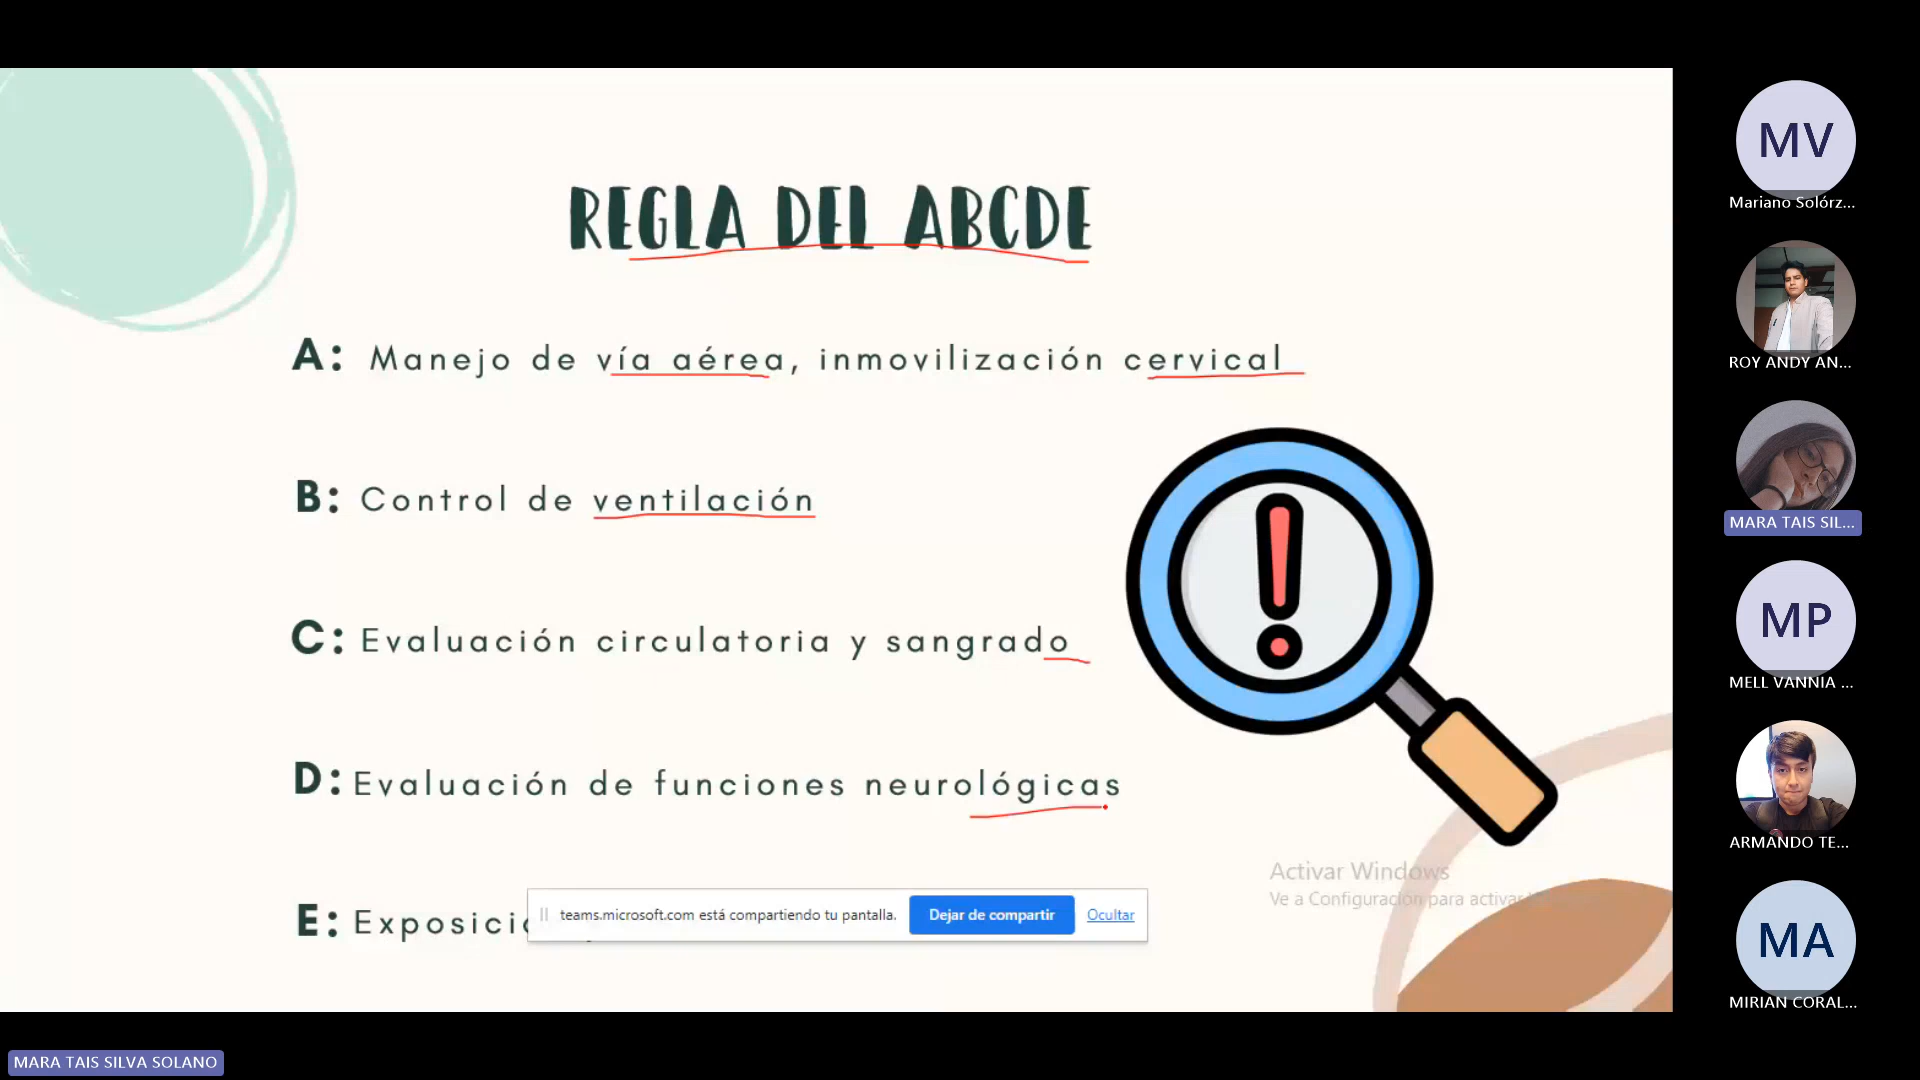 REGLA DEL ABCDE
A: Manejo de vía aérea, inmovilización cervical
B: Control de ventilación
C: Evaluación circulatoria y sangrado
D: Evaluación de funciones neurológicas
E:
teams.microsoft.com está compartiendo tu pantalla. Dejar de compartir Ocultar
Activar Windows
Ve a Configuración para activar
MV
Mariano Solórz...
ROY ANDY AN...
MARA TAIS SIL...
MP
MELL VANNIA ...
ARMANDO TE...
MA
MIRIAN CORAL...
MARA TAIS SILVA SOLANO